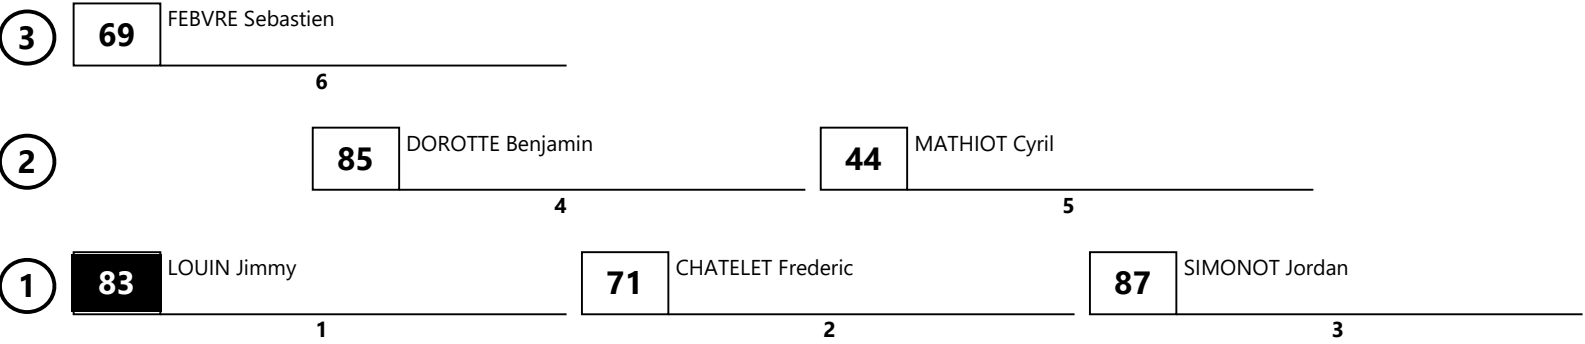 3 69 FEBVRE Sebastien
6
2 85 DOROTTE Benjamin 44 MATHIOT Cyril
4 5
1 83 LOUIN Jimmy 71 CHATELET Frederic 87 SIMONOT Jordan
1 2 3